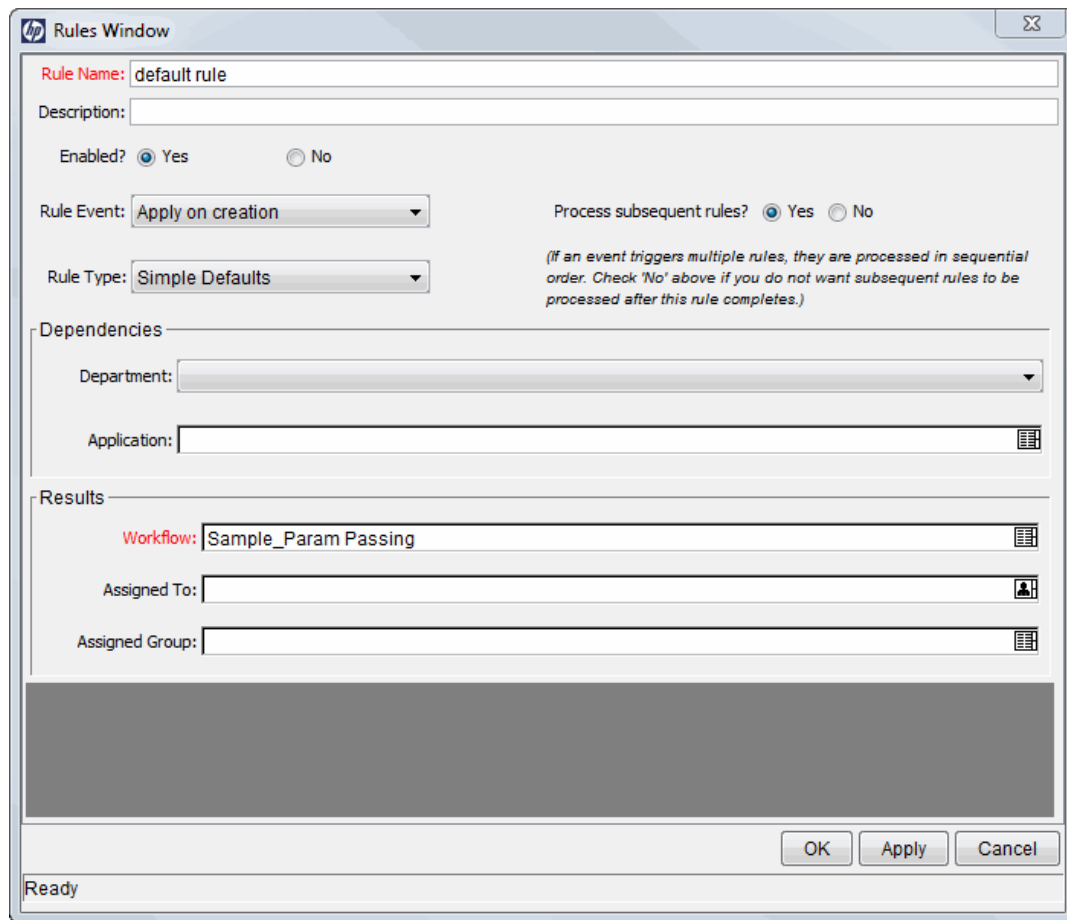 hp Rules Window
Rule Name: default rule
Description:
Enabled? Yes No
Rule Event: Apply on creation
Process subsequent rules? Yes No
Rule Type: Simple Defaults
(If an event triggers multiple rules, they are processed in sequential
order. Check 'No' above if you do not want subsequent rules to be
processed after this rule completes.)
Dependencies
Department:
Application:
Results
Workflow: Sample_Param Passing
Assigned To:
Assigned Group:
OK Apply Cancel
Ready